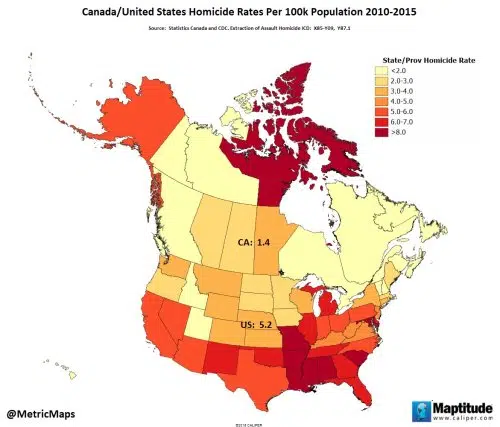 Canada/United States Homicide Rates Per 100k Population 2010-2015
Source: Statistics Canada and CDC. Extraction of Assault Homicide ICD: X85-Y09, Y87.1
State/Prov Homicide Rate
<2.0
2.0-3.0
3.0-4.0
4.0-5.0
5.0-6.0
6.0-7.0
>8.0
CA: 1.4
US: 5.2
@MetricMaps
Maptitude
www.caliper.com